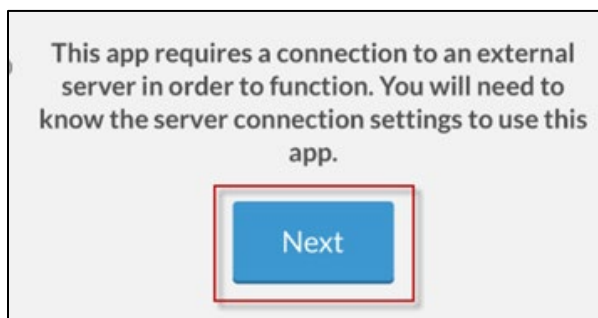 This app requires a connection to an external
server in order to function. You will need to
know the server connection settings to use this
app.
Next